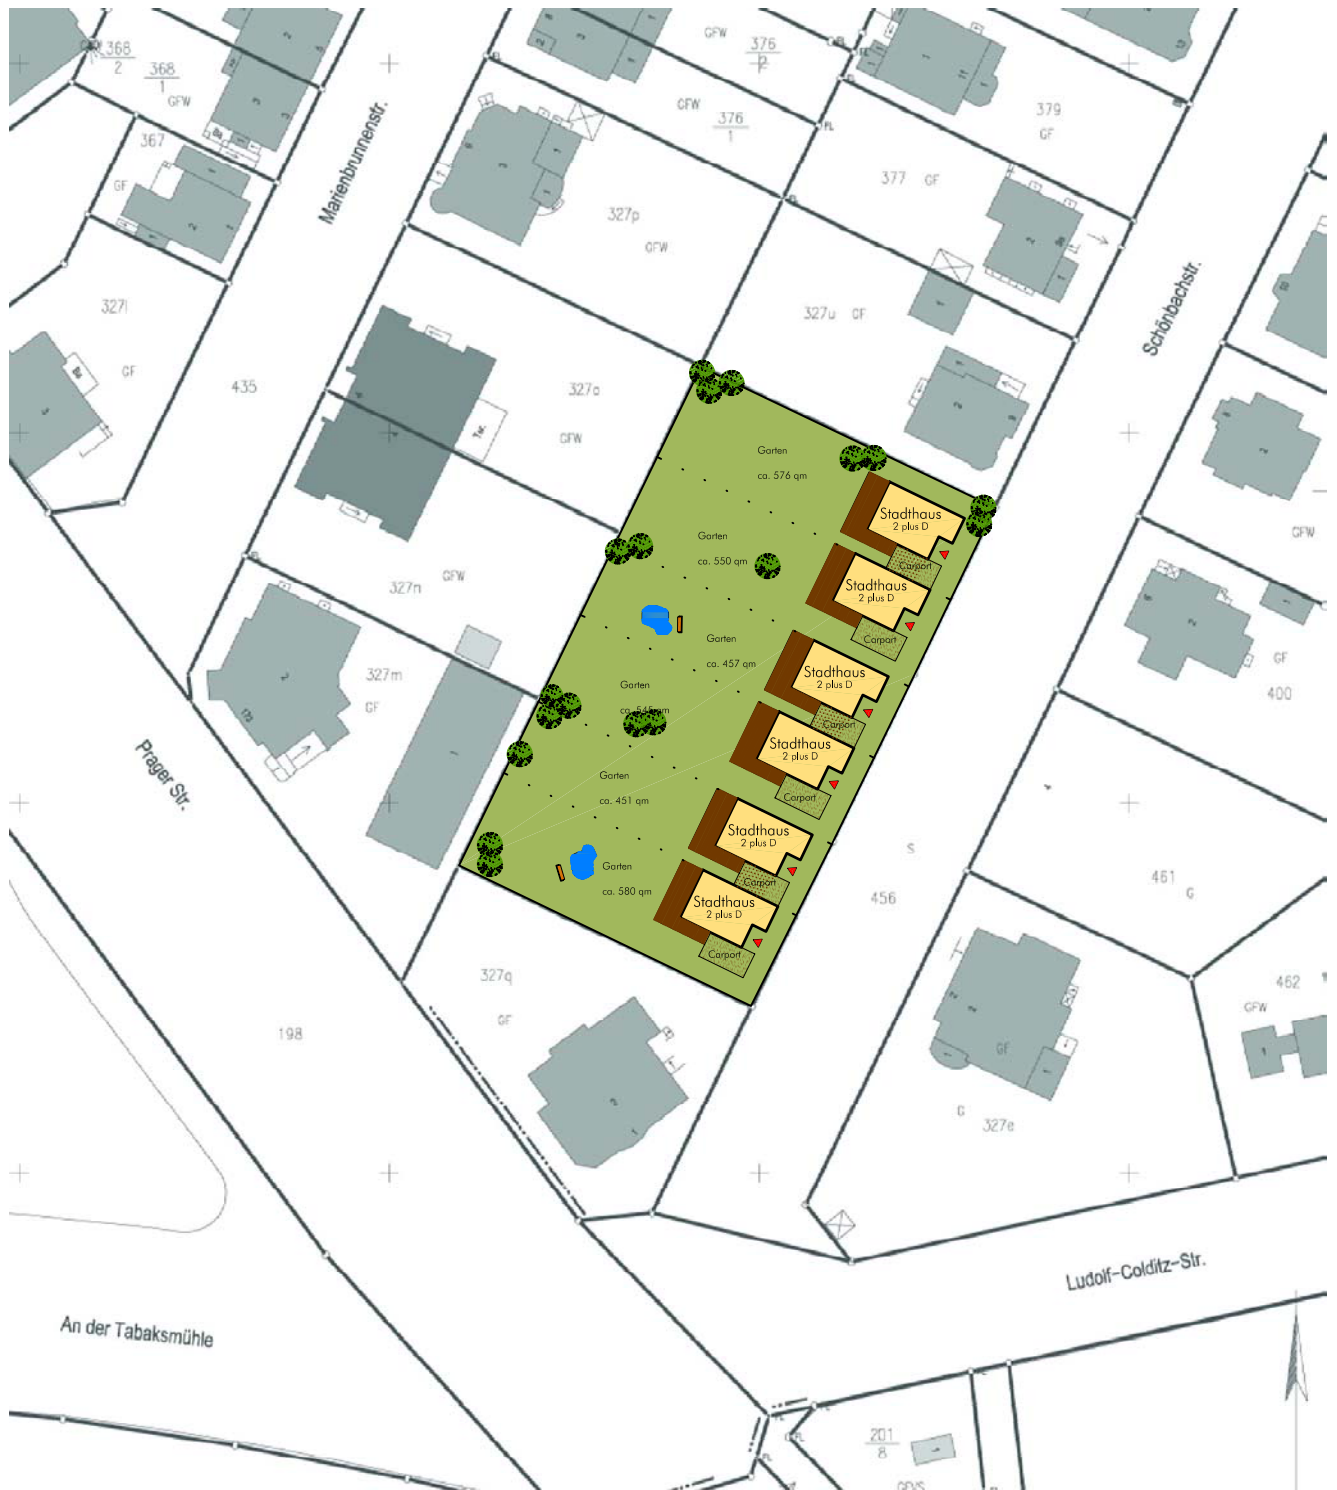 368
2
368
1
GFW
367
GF
Marienbrunnenstr.
GFW
376
2
GFW
376
1
379
GF
377 GF
327p
GFW
327l
GF
435
327o
GFW
327u GF
Schönbachstr.
Ter.
GFW
327n
GFW
327m
GF
GF
400
Prager Str.
Garten
ca. 576 qm
Garten
ca. 550 qm
Garten
ca. 457 qm
Garten
ca. 545 qm
Garten
ca. 451 qm
Garten
ca. 580 qm
Stadthaus
2 plus D
Carport
Stadthaus
2 plus D
Carport
Stadthaus
2 plus D
Carport
Stadthaus
2 plus D
Carport
Stadthaus
2 plus D
Carport
Stadthaus
2 plus D
Carport
S
456
461
G
462
GFW
327q
GF
198
GF
G
327e
An der Tabaksmühle
Ludolf-Colditz-Str.
201
8